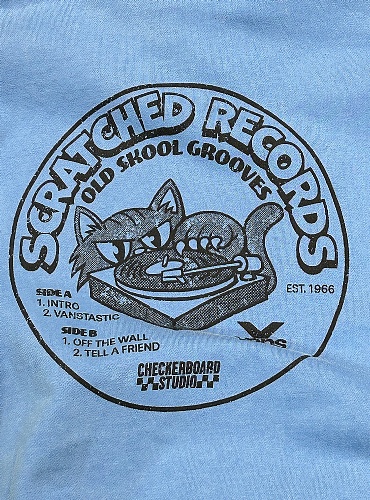 SCRATCHED RECORDS
OLD SKOOL GROOVES
EST. 1966
SIDE A
1. INTRO
2. VANSTASTIC
SIDE B
1. OFF THE WALL
2. TELL A FRIEND
CHECKERBOARD
STUDIO